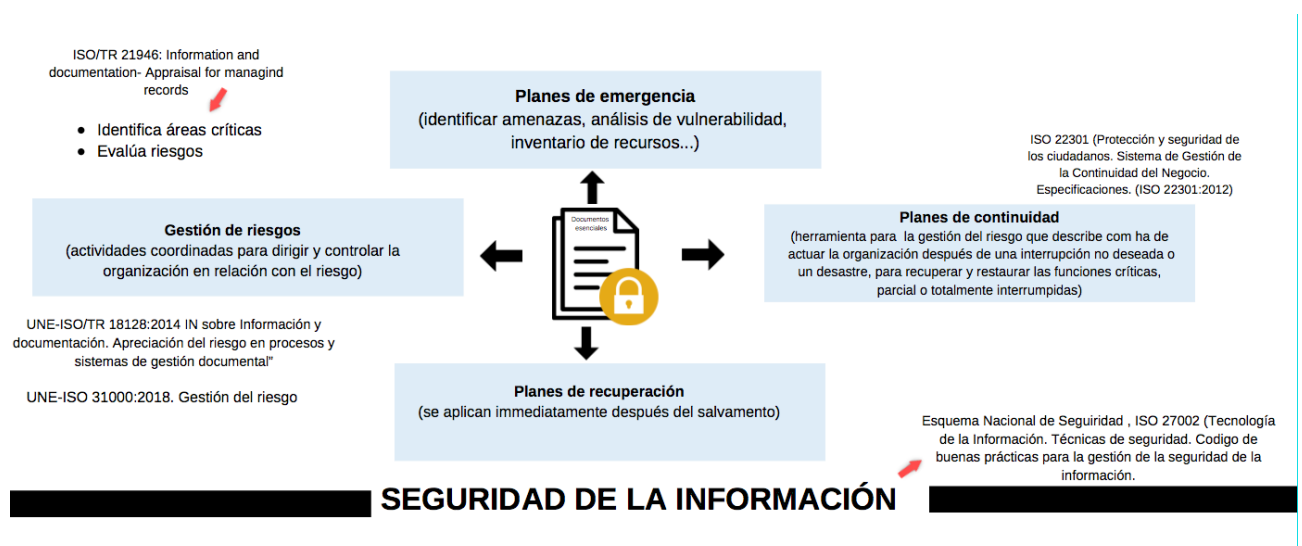 ISO/TR 21946: Information and
documentation- Appraisal for managind
records
● Identifica áreas críticas
● Evalúa riesgos
Planes de emergencia
(identificar amenazas, análisis de vulnerabilidad,
inventario de recursos...)
ISO 22301 (Protección y seguridad de
los ciudadanos. Sistema de Gestión de
la Continuidad del Negocio.
Especificaciones. (ISO 22301:2012)
Gestión de riesgos
(actividades coordinadas para dirigir y controlar la
organización en relación con el riesgo)
Documentos
esenciales
Planes de continuidad
(herramienta para la gestión del riesgo que describe com ha de
actuar la organización después de una interrupción no deseada o
un desastre, para recuperar y restaurar las funciones críticas,
parcial o totalmente interrumpidas)
UNE-ISO/TR 18128:2014 IN sobre Información y
documentación. Apreciación del riesgo en procesos y
sistemas de gestión documental”
UNE-ISO 31000:2018. Gestión del riesgo
Planes de recuperación
(se aplican immediatamente después del salvamento)
Esquema Nacional de Seguiridad , ISO 27002 (Tecnología
de la Información. Técnicas de seguridad. Codigo de
buenas prácticas para la gestión de la seguridad de la
información.
SEGURIDAD DE LA INFORMACIÓN